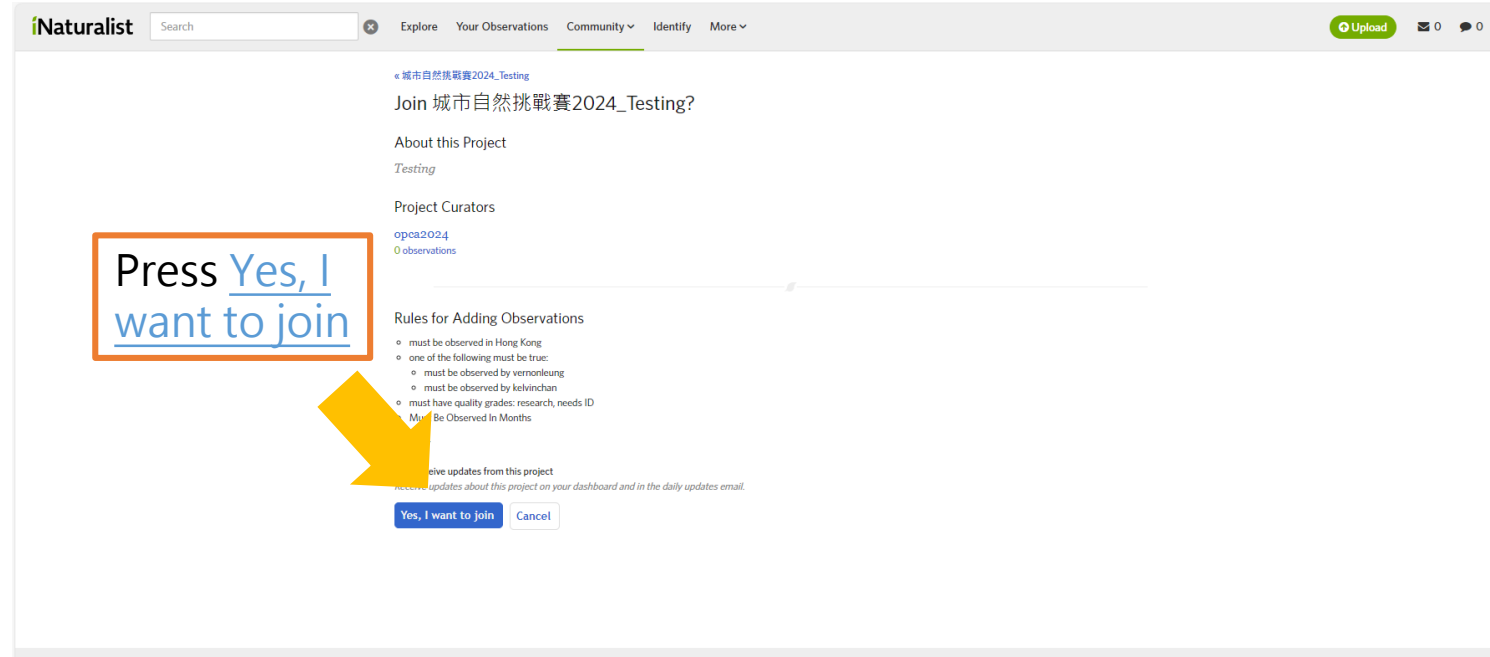 iNaturalist Search Explore Your Observations Community Identify More Upload 0 0
« 城市自然挑戰賽2024_Testing
Join 城市自然挑戰賽2024_Testing?
About this Project
Testing
Project Curators
opca2024
0 observations
Press Yes, I
want to join
Rules for Adding Observations
must be observed in Hong Kong
one of the following must be true:
must be observed by vernonleung
must be observed by kelvinchan
must have quality grades: research, needs ID
Be Observed In Months
updates from this project
updates about this project on your dashboard and in the daily updates email.
Yes, I want to join Cancel